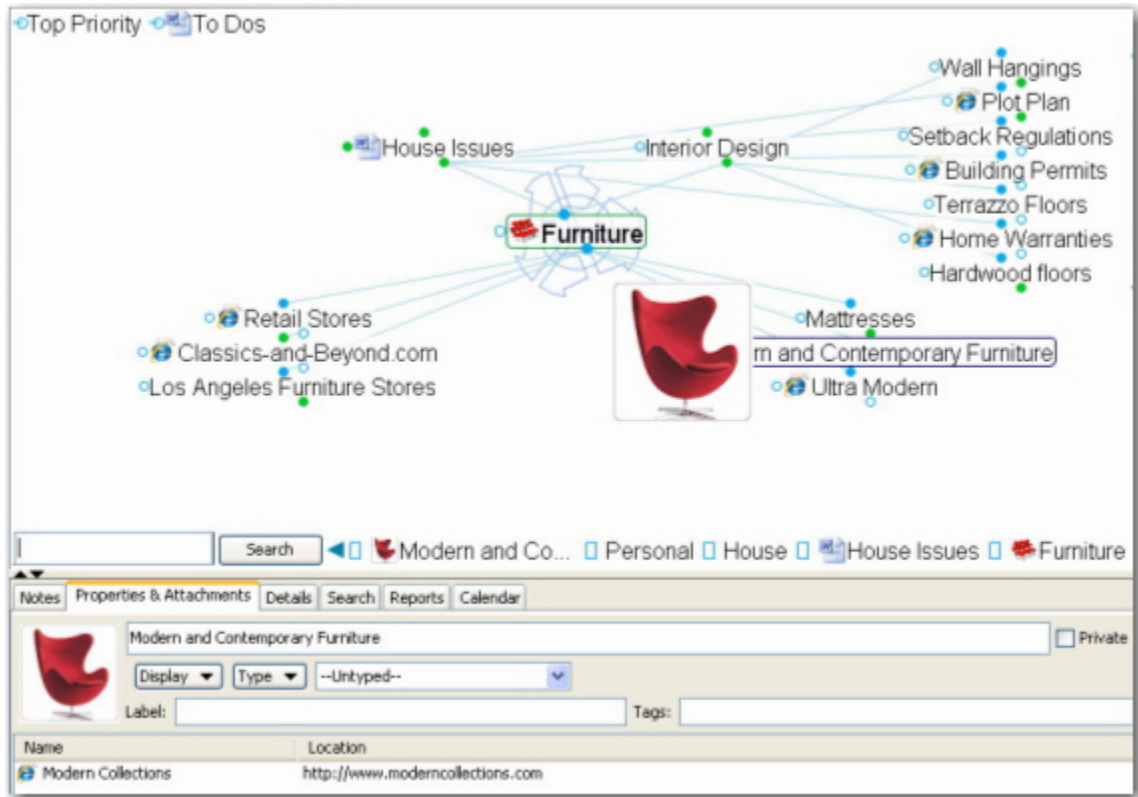 Top Priority To Dos
Wall Hangings
Plot Plan
House Issues Interior Design Setback Regulations
Building Permits
Terrazzo Floors
Furniture Home Warranties
Hardwood floors
Retail Stores Mattresses
Classics-and-Beyond.com m and Contemporary Furniture
Los Angeles Furniture Stores Ultra Modern
Search Modern and Co... Personal House House Issues Furniture
Notes Properties & Attachments Details Search Reports Calendar
Modern and Contemporary Furniture Private
Display Type --Untyped--
Label: Tags:
Name Location
Modern Collections http://www.moderncollections.com